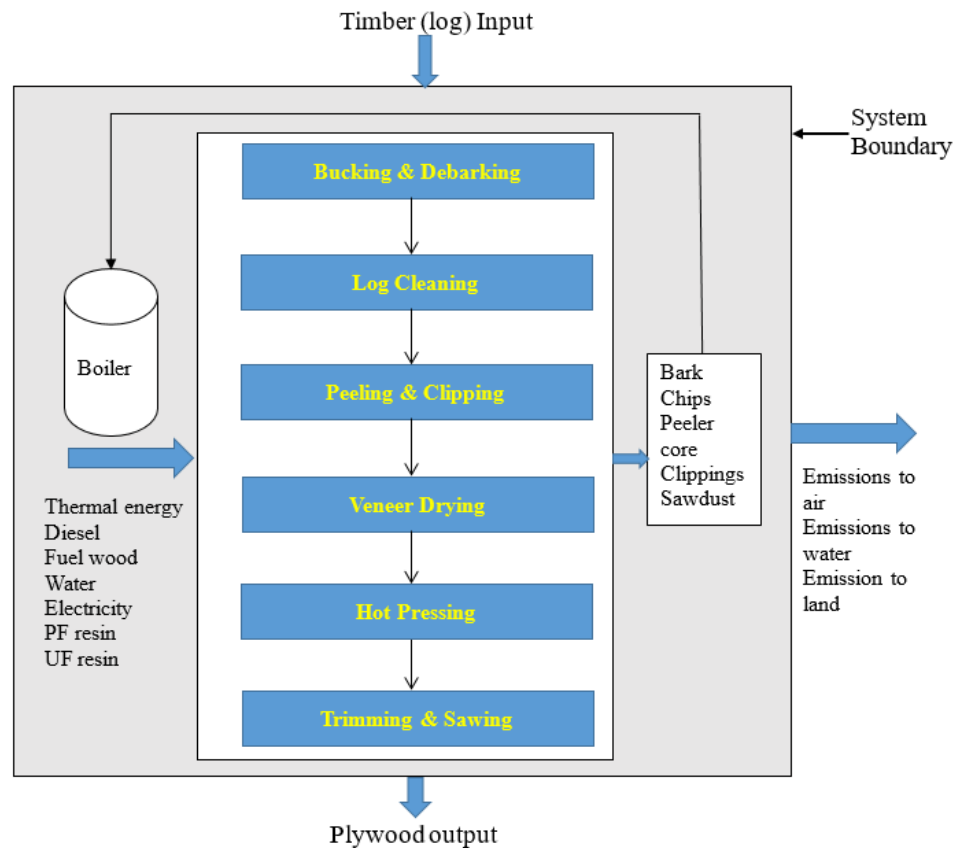 Timber (log) Input
System
Boundary
Bucking & Debarking
Log Cleaning
Boiler
Peeling & Clipping
Bark
Chips
Peeler
core
Clippings
Sawdust
Thermal energy
Diesel
Fuel wood
Water
Electricity
PF resin
UF resin
Veneer Drying
Emissions to
air
Emissions to
water
Emission to
land
Hot Pressing
Trimming & Sawing
Plywood output